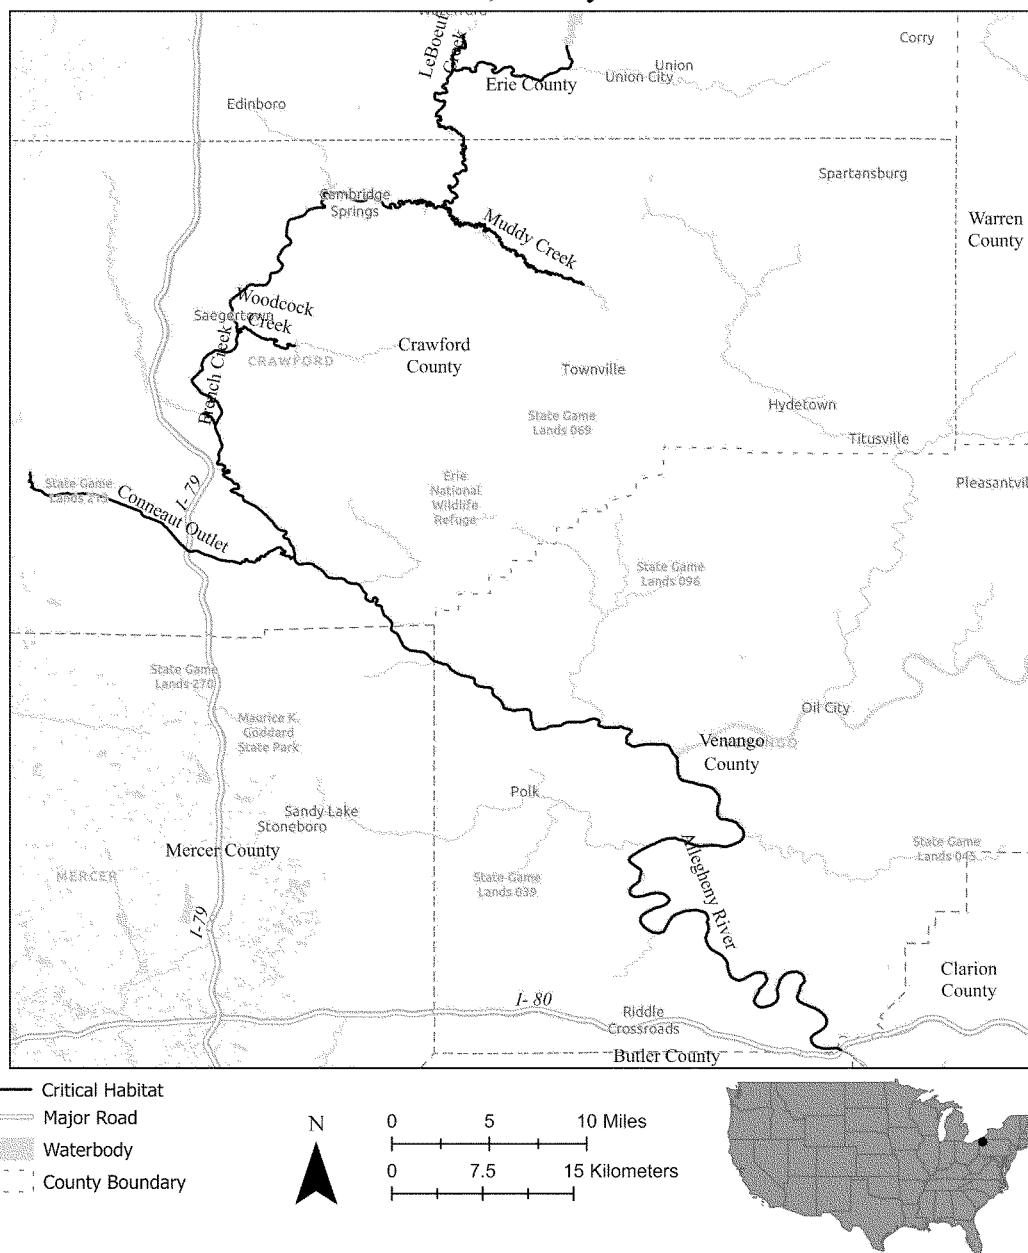 LeBoeuf
Creek
Corry
Union
Union City
Erie County
Edinboro
Spartansburg
Cambridge
Springs
Muddy Creek
Warren
County
Woodcock
Creek
Saegertown
CRAWFORD
French Creek
Crawford
County
Townville
Hydetown
State Game
Lands 069
Titusville
Erie
National
Wildlife
Refuge
Pleasantvil
State Game
Conneaut Outlet
I-79
State Game
Lands 096
State Game
Lands 270
Maurice K.
Goddard
State Park
Oil City
Venango
County
Polk
Sandy Lake
Stoneboro
Mercer County
MERCER
Allegheny River
State Game
Lands 045
State Game
Lands 039
I-79
Clarion
County
I- 80
Riddle
Crossroads
Butler County
Critical Habitat
Major Road
Waterbody
County Boundary
N
0 5 10 Miles
0 7.5 15 Kilometers